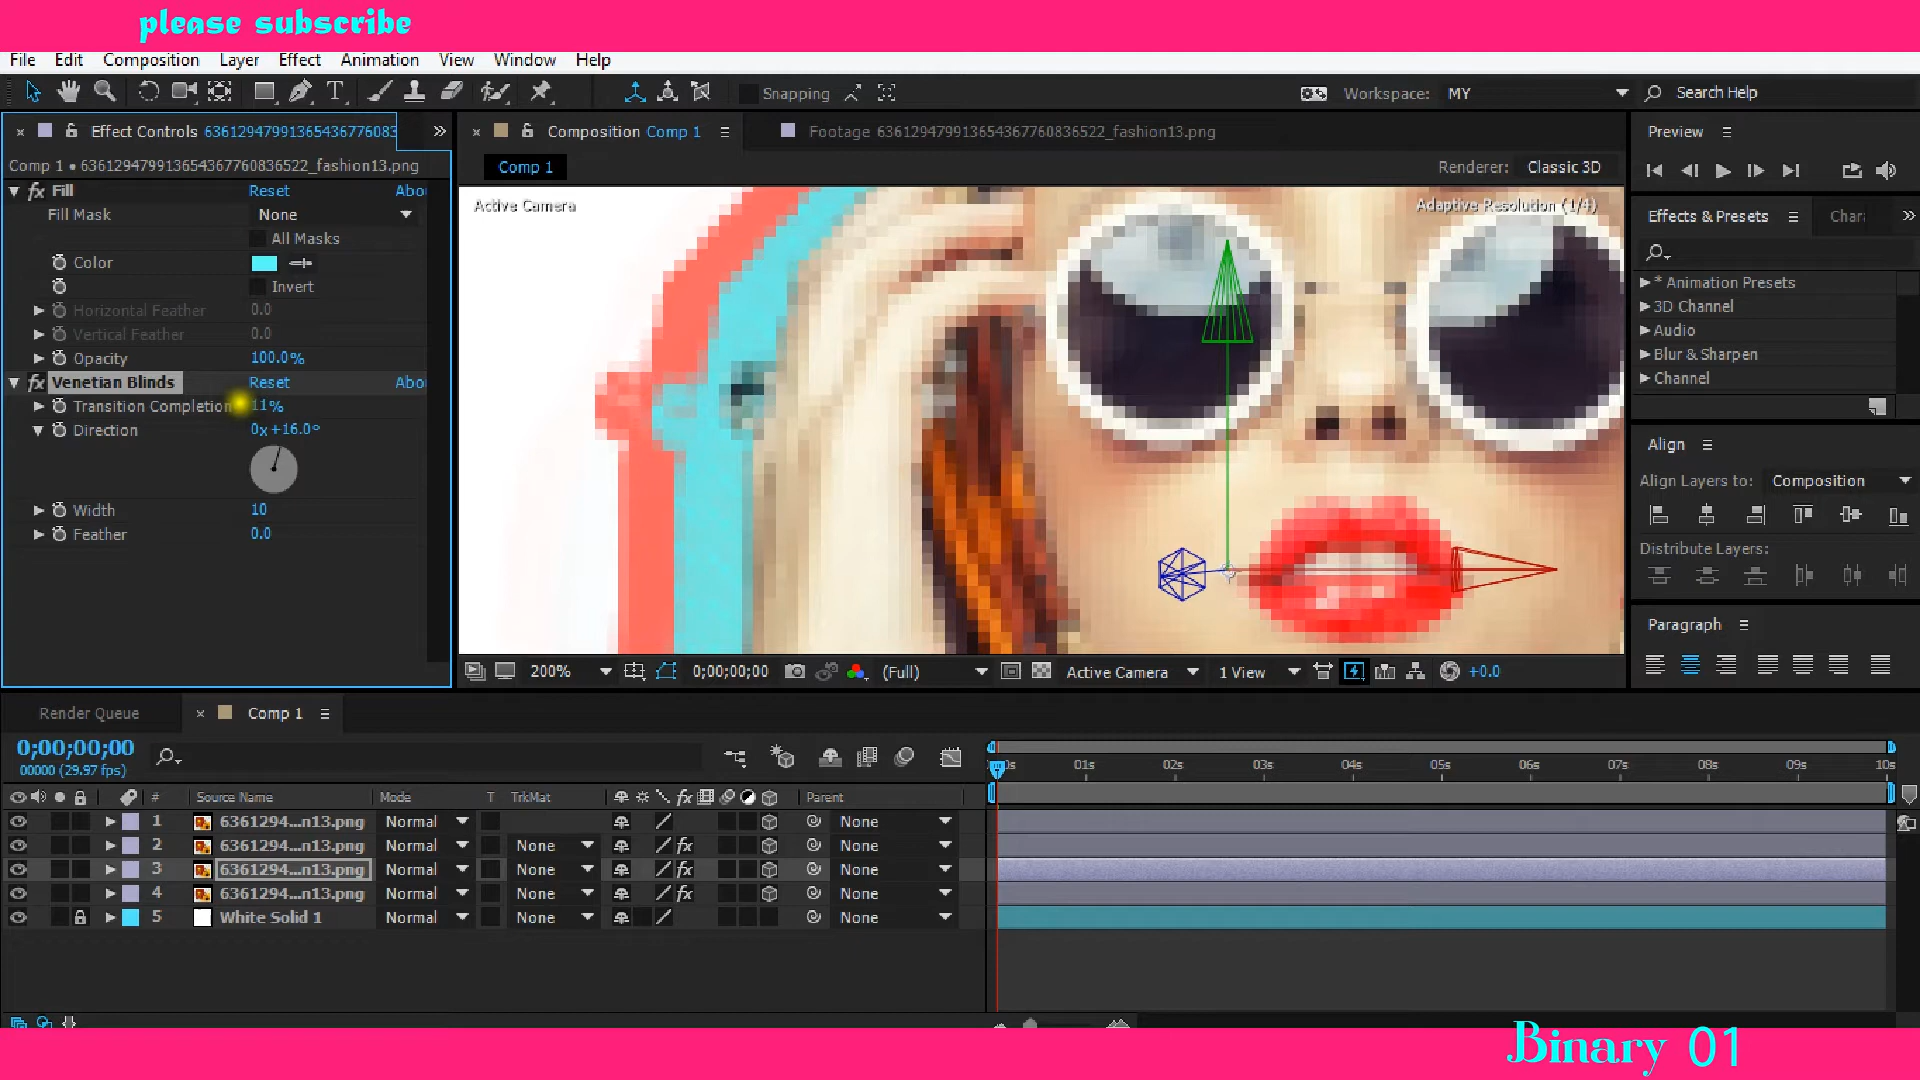 please subscribe
File Edit Composition Layer Effect Animation View Window Help
Snapping
Workspace: MY
Search Help
Effect Controls 63612947991365436776083
Composition Comp 1
Footage 636129479913654367760836522_fashion13.png
Preview
Comp 1 • 636129479913654367760836522_fashion13.png
Comp 1
Renderer: Classic 3D
Fill Reset Abo
Fill Mask None
All Masks
Color
Invert
Horizontal Feather 0.0
Vertical Feather 0.0
Opacity 100.0%
Venetian Blinds Reset Abo
Transition Completion 11%
Direction 0x +16.0°
Width 10
Feather 0.0
Active Camera
Adaptive Resolution (1/4)
Effects & Presets Chara
* Animation Presets
3D Channel
Audio
Blur & Sharpen
Channel
Align
Align Layers to: Composition
Distribute Layers:
Paragraph
200% 0;00;00;00 (Full) Active Camera 1 View +0.0
Render Queue
Comp 1
0;00;00;00
00000 (29.97 fps)
01s 02s 03s 04s 05s 06s 07s 08s 09s 10s
# Source Name Mode T TrkMat Parent
1 6361294...n13.png Normal None
2 6361294...n13.png Normal None None
3 6361294...n13.png Normal None None
4 6361294...n13.png Normal None None
5 White Solid 1 Normal None None
Binary 01